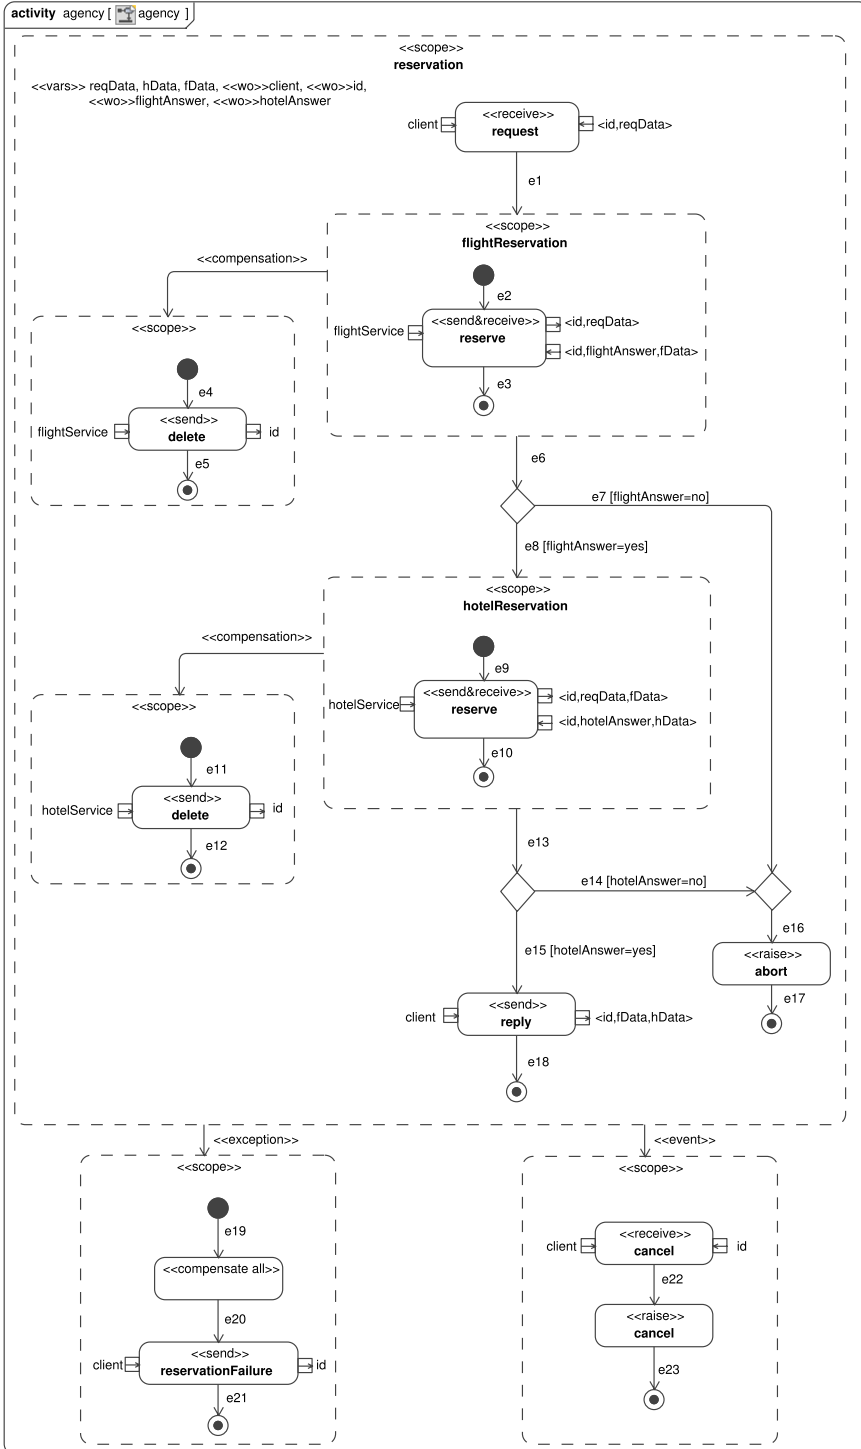 activity agency [ agency ]
<<scope>>
reservation
<<vars>> reqData, hData, fData, <<wo>>client, <<wo>>id,
<<wo>>flightAnswer, <<wo>>hotelAnswer
<<receive>>
client
request
<id,reqData>
e1
<<scope>>
flightReservation
<<compensation>>
e2
<<scope>>
<<send&receive>>
<id,reqData>
flightService
reserve
<id,flightAnswer,fData>
e3
e4
<<send>>
flightService
delete
id
e5
e6
e7 [flightAnswer=no]
e8 [flightAnswer=yes]
<<scope>>
hotelReservation
<<compensation>>
e9
<<scope>>
<<send&receive>>
<id,reqData,fData>
hotelService
reserve
<id,hotelAnswer,hData>
e10
e11
<<send>>
hotelService
delete
id
e12
e13
e14 [hotelAnswer=no]
e16
e15 [hotelAnswer=yes]
<<raise>>
abort
e17
<<send>>
client
reply
<id,fData,hData>
e18
<<exception>>
<<event>>
<<scope>>
<<scope>>
e19
<<receive>>
client
cancel
id
<<compensate all>>
e22
e20
<<raise>>
cancel
<<send>>
client
reservationFailure
id
e23
e21